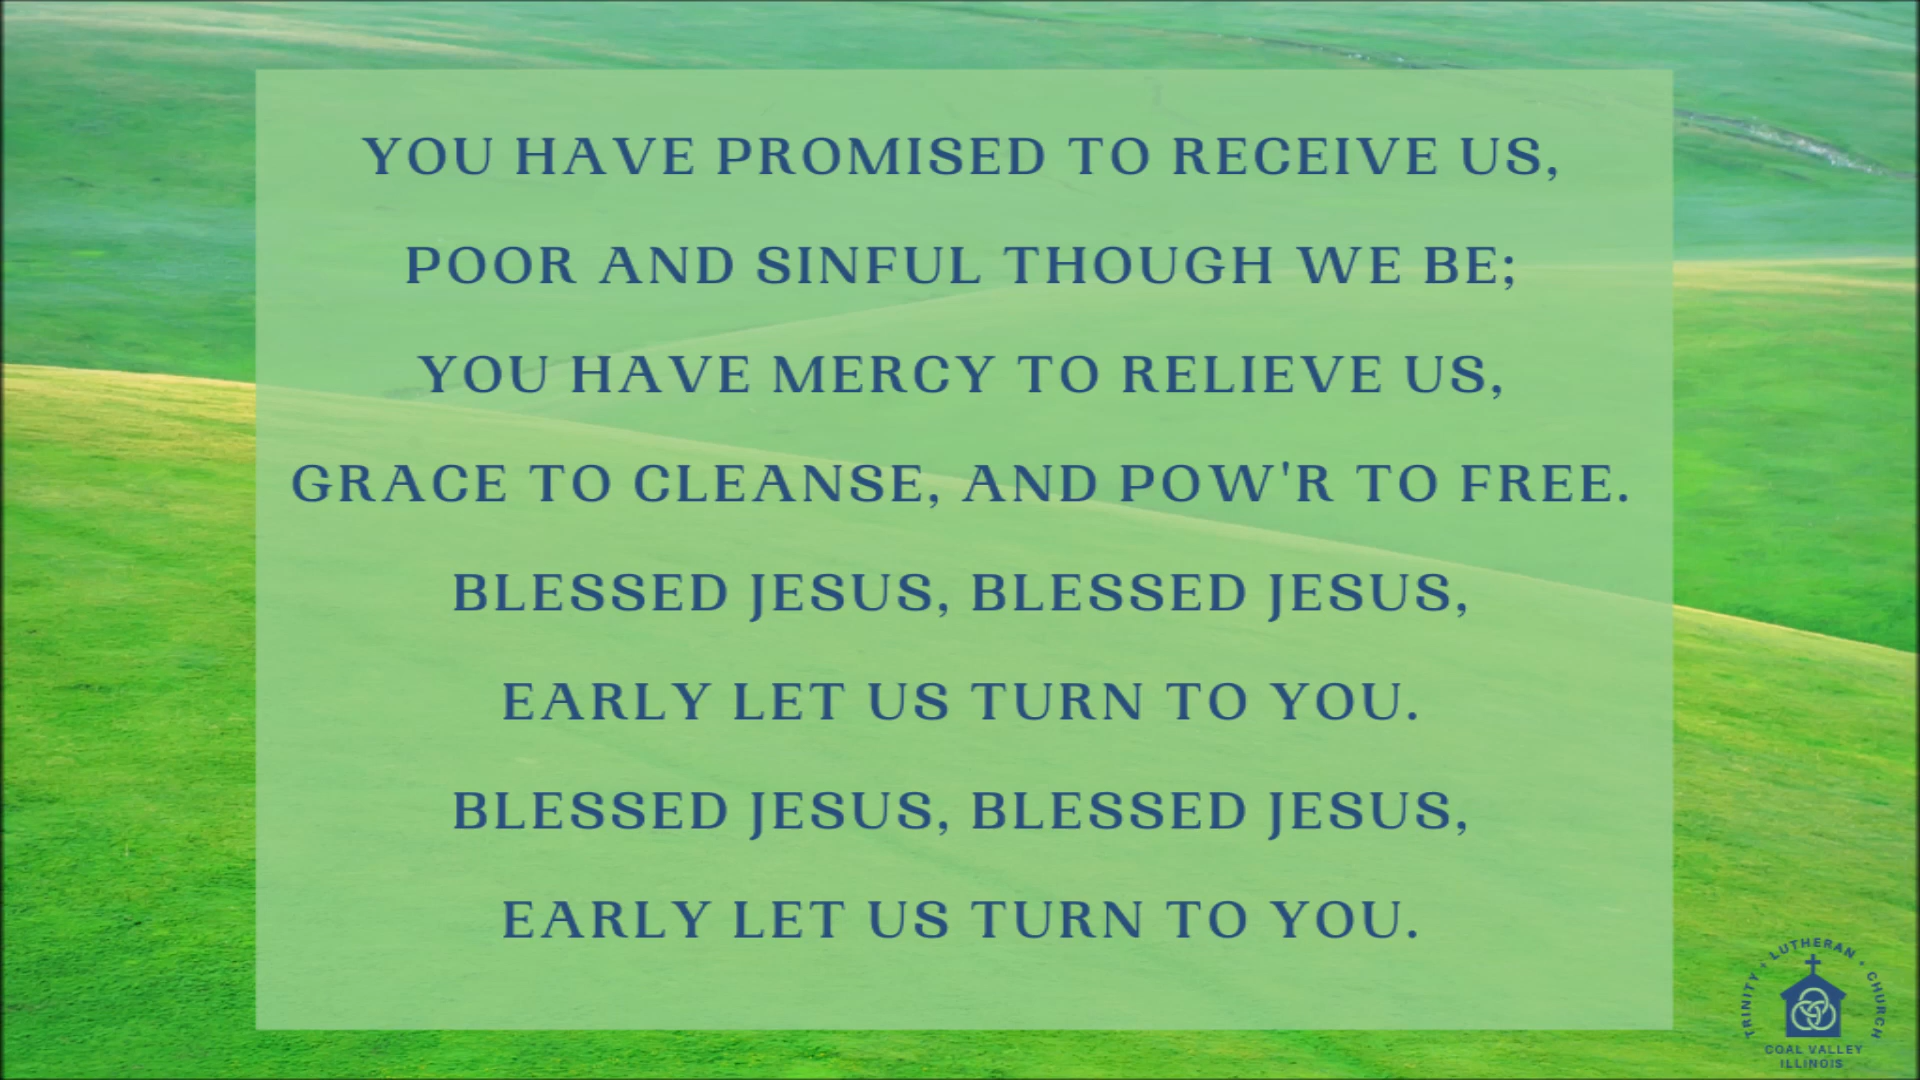 YOU HAVE PROMISED TO RECEIVE US,
POOR AND SINFUL THOUGH WE BE;
YOU HAVE MERCY TO RELIEVE US,
GRACE TO CLEANSE, AND POW'R TO FREE.
BLESSED JESUS, BLESSED JESUS,
EARLY LET US TURN TO YOU.
BLESSED JESUS, BLESSED JESUS,
EARLY LET US TURN TO YOU.
TRINITY + LUTHERAN + CHURCH
COAL VALLEY
ILLINOIS